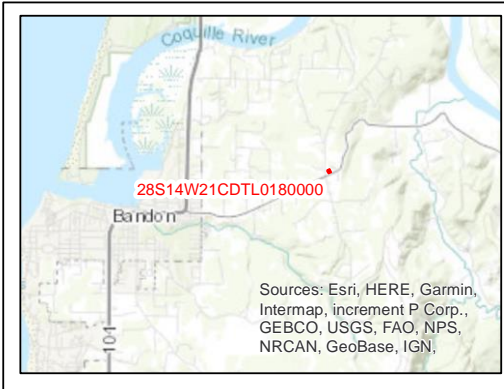 Coquille River
28S14W21CDTL0180000
Bandon
101
Sources: Esri, HERE, Garmin,
Intermap, increment P Corp.,
GEBCO, USGS, FAO, NPS,
NRCAN, GeoBase, IGN,